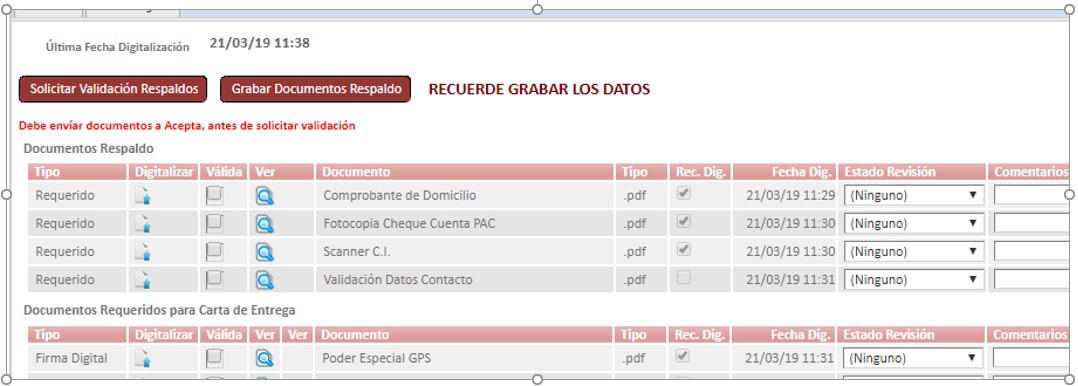 Última Fecha Digitalización 21/03/19 11:38
Solicitar Validación Respaldos Grabar Documentos Respaldo RECUERDE GRABAR LOS DATOS
Debe envíar documentos a Acepta, antes de solicitar validación
Documentos Respaldo
Tipo Digitalizar Válida Ver Documento Tipo Rec. Dig. Fecha Dig. Estado Revisión Comentarios
Requerido Comprobante de Domicilio .pdf 21/03/19 11:29 (Ninguno)
Requerido Fotocopia Cheque Cuenta PAC .pdf 21/03/19 11:30 (Ninguno)
Requerido Scanner C.I. .pdf 21/03/19 11:30 (Ninguno)
Requerido Validación Datos Contacto .pdf 21/03/19 11:31 (Ninguno)
Documentos Requeridos para Carta de Entrega
Tipo Digitalizar Válida Ver Ver Documento Tipo Rec. Dig. Fecha Dig. Estado Revisión Comentarios
Firma Digital Poder Especial GPS .pdf 21/03/19 11:31 (Ninguno)